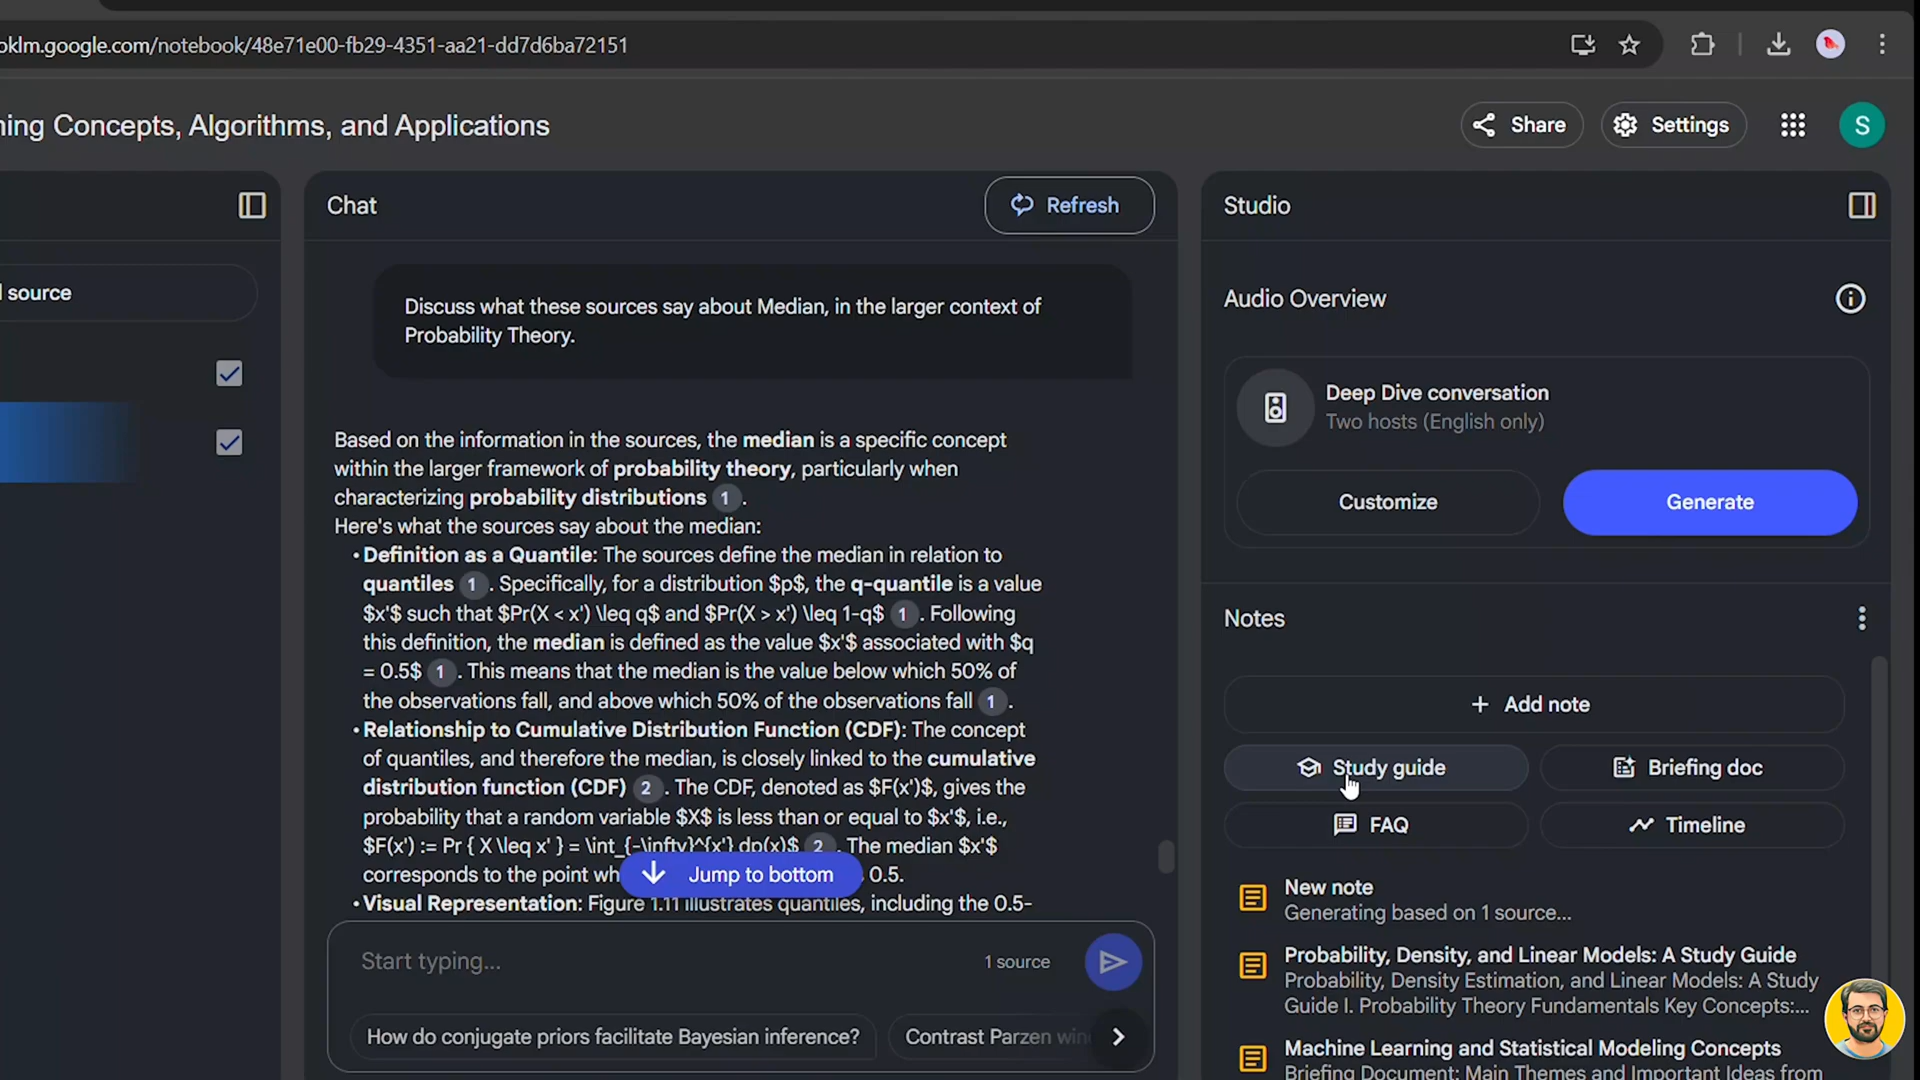 oklm.google.com/notebook/48e71e00-fb29-4351-aa21-dd7d6ba72151
ning Concepts, Algorithms, and Applications
Share
Settings
S
source
Chat
Refresh
Discuss what these sources say about Median, in the larger context of
Probability Theory.
Based on the information in the sources, the median is a specific concept
within the larger framework of probability theory, particularly when
characterizing probability distributions 1.
Here's what the sources say about the median:
• Definition as a Quantile: The sources define the median in relation to
quantiles 1. Specifically, for a distribution $p$, the q-quantile is a value
$x'$ such that $Pr(X < x') \leq q$ and $Pr(X > x') \leq 1-q$ 1. Following
this definition, the median is defined as the value $x'$ associated with $q
= 0.5$ 1. This means that the median is the value below which 50% of
the observations fall, and above which 50% of the observations fall 1.
• Relationship to Cumulative Distribution Function (CDF): The concept
of quantiles, and therefore the median, is closely linked to the cumulative
distribution function (CDF) 2. The CDF, denoted as $F(x')$, gives the
probability that a random variable $X$ is less than or equal to $x'$, i.e.,
$F(x') := Pr { X \leq x' } = \int_{-\infty}^{x'} dp(x)$ 2. The median $x'$
corresponds to the point wh 0.5.
Jump to bottom
• Visual Representation: Figure 1.11 illustrates quantiles, including the 0.5-
Start typing...
1 source
How do conjugate priors facilitate Bayesian inference?
Contrast Parzen win
Studio
Audio Overview
Deep Dive conversation
Two hosts (English only)
Customize
Generate
Notes
+ Add note
Study guide
Briefing doc
FAQ
Timeline
New note
Generating based on 1 source...
Probability, Density, and Linear Models: A Study Guide
Probability, Density Estimation, and Linear Models: A Study
Guide I. Probability Theory Fundamentals Key Concepts:...
Machine Learning and Statistical Modeling Concepts
Briefing Document: Main Themes and Important Ideas from